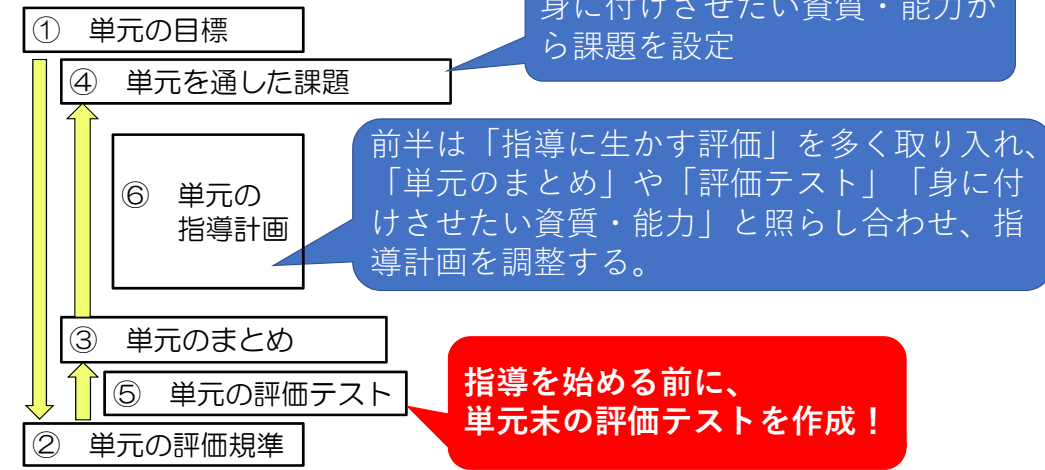 身に付けさせたい資質・能力か
ら課題を設定
① 単元の目標
④ 単元を通した課題
前半は「指導に生かす評価」を多く取り入れ、
「単元のまとめ」や「評価テスト」「身に付
けさせたい資質・能力」と照らし合わせ、指
導計画を調整する。
⑥ 単元の
指導計画
③ 単元のまとめ
⑤ 単元の評価テスト
② 単元の評価規準
指導を始める前に、
単元末の評価テストを作成！